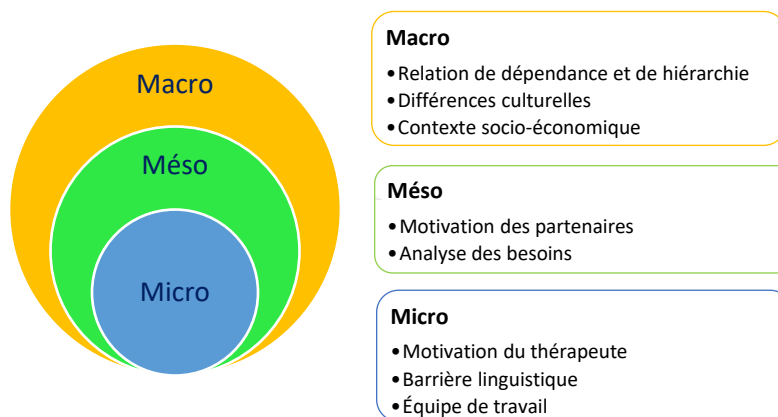 Macro
Méso
Micro
Macro
•Relation de dépendance et de hiérarchie
•Différences culturelles
•Contexte socio-économique
Méso
•Motivation des partenaires
•Analyse des besoins
Micro
•Motivation du thérapeute
•Barrière linguistique
•Équipe de travail